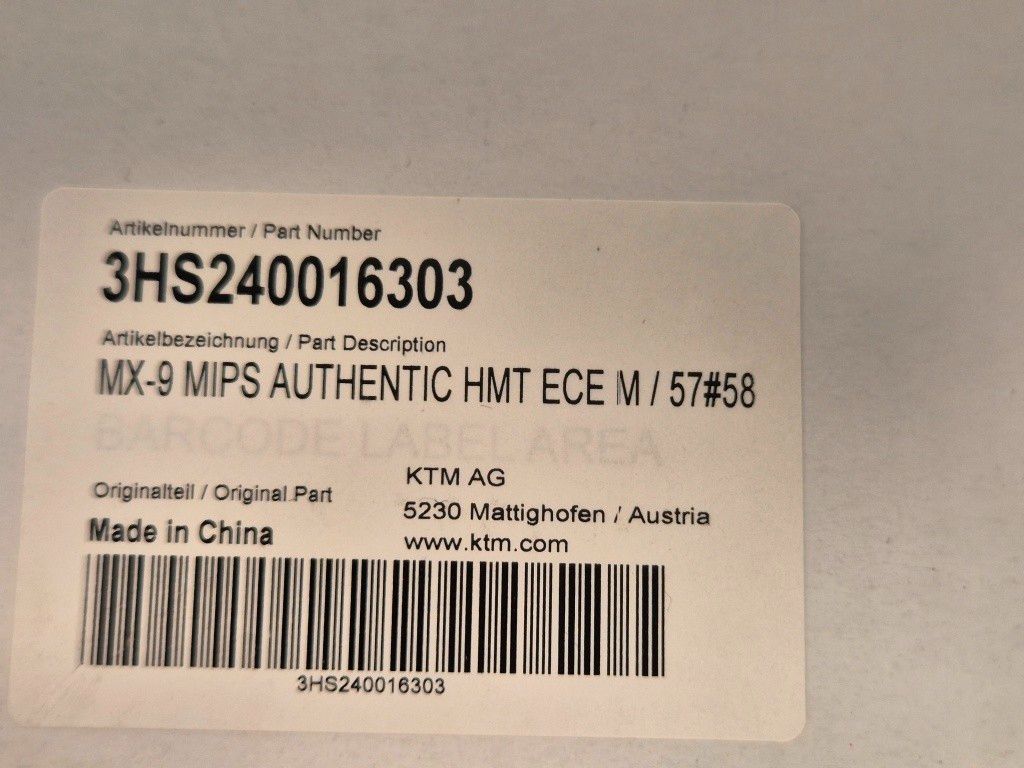 Artikelnummer / Part Number
3HS240016303
Artikelbezeichnung / Part Description
MX-9 MIPS AUTHENTIC HMT ECE M / 57#58
BARCODE LABEL AREA
KTM AG
Originalteil / Original Part
5230 Mattighofen / Austria
Made in China
www.ktm.com
3HS240016303